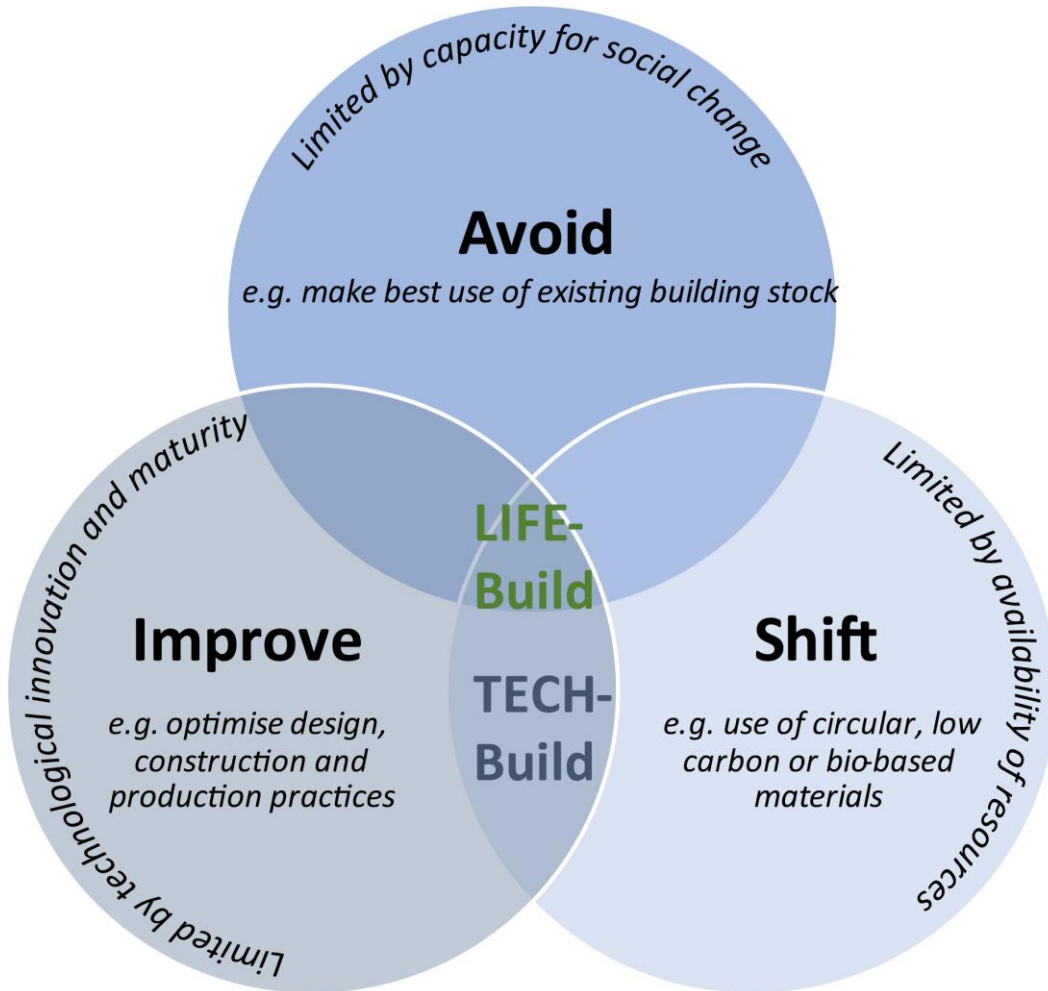 Limited by capacity for social change
Avoid
e.g. make best use of existing building stock
Limited by technological innovation and maturity
Improve
e.g. optimise design,
construction and
production practices
LIFE-
Build
TECH-
Build
Limited by availability of resources
Shift
e.g. use of circular, low
carbon or bio-based
materials